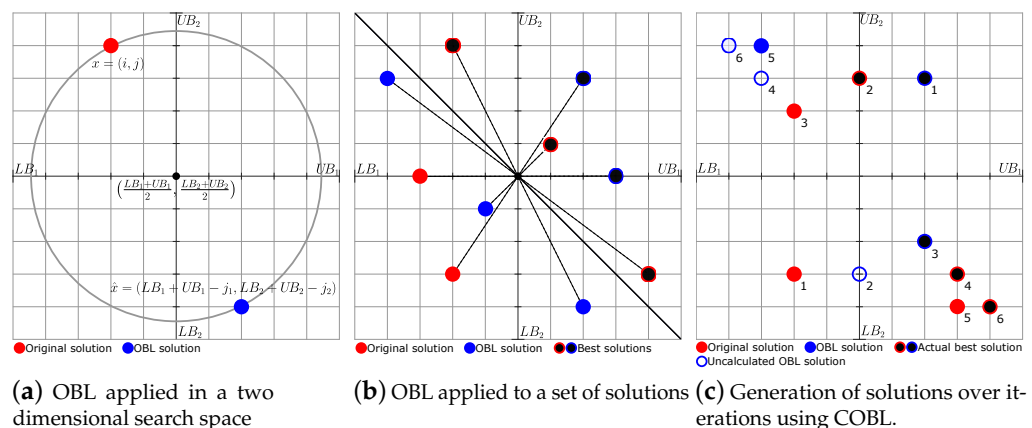 UB2
x = (i, j)
LB1
UB1
(LB1+UB1/2, LB2+UB2/2)
x̂ = (LB1 + UB1 − j1, LB2 + UB2 − j2)
LB2
Original solution OBL solution
(a) OBL applied in a two
dimensional search space
UB2
LB1
UB1
LB2
Original solution OBL solution Best solutions
(b) OBL applied to a set of solutions
UB2
6
5
4
2
1
3
LB1
UB1
3
1
2
4
5
6
LB2
Original solution OBL solution Actual best solution
Uncalculated OBL solution
(c) Generation of solutions over it-
erations using COBL.